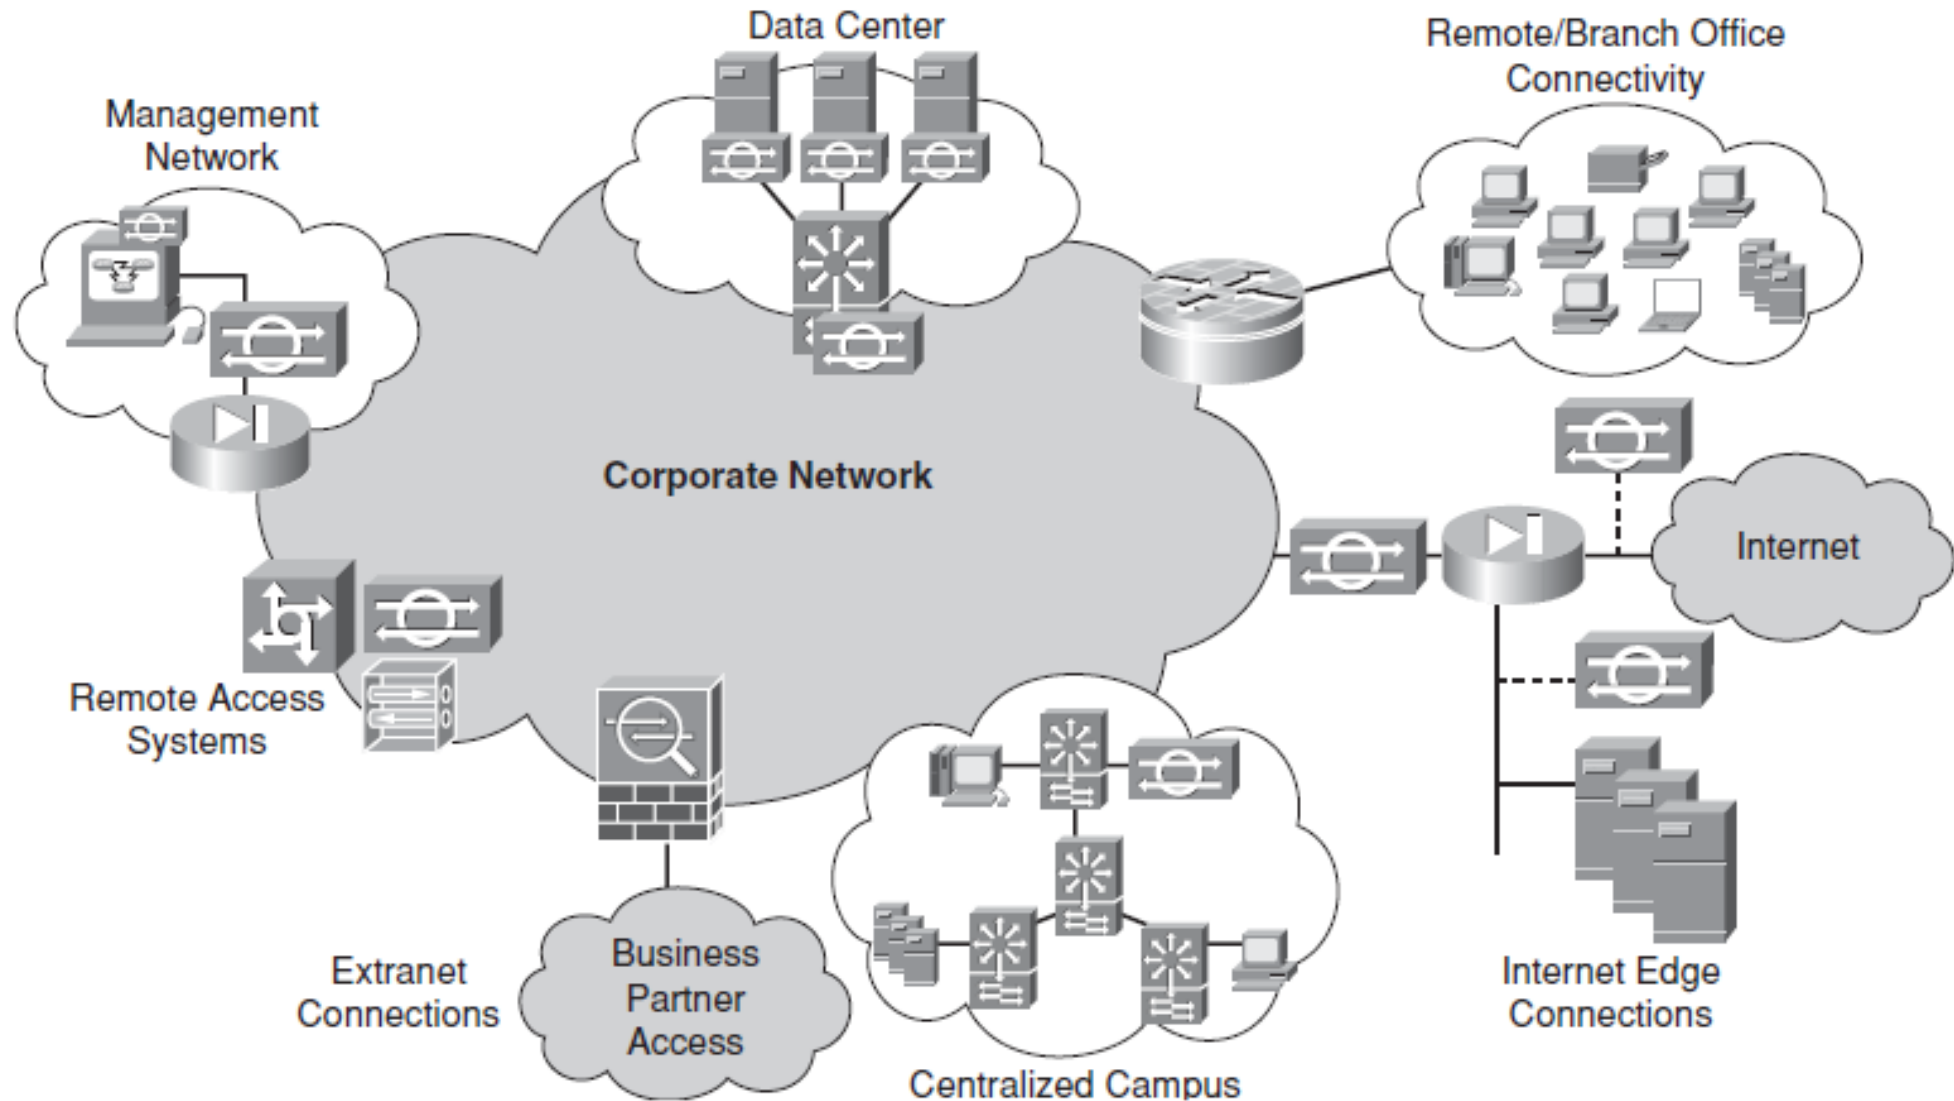 Data Center
Remote/Branch Office
Connectivity
Management
Network
Corporate Network
Internet
Remote Access
Systems
Extranet
Connections
Business
Partner
Access
Internet Edge
Connections
Centralized Campus